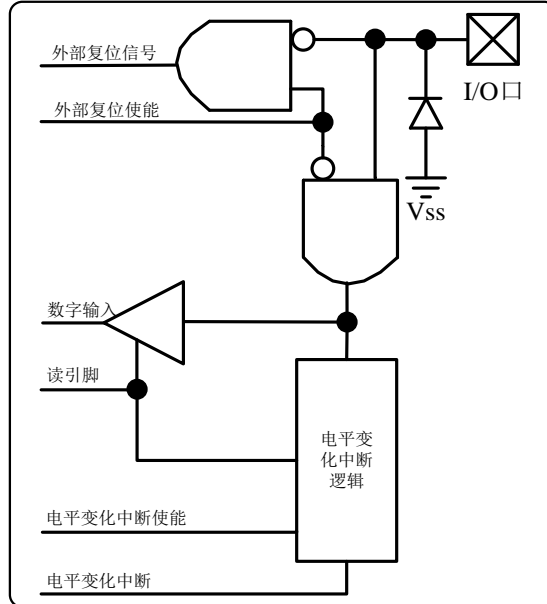 外部复位信号
I/O口
外部复位使能
Vss
数字输入
读引脚
电平变
化中断
逻辑
电平变化中断使能
电平变化中断